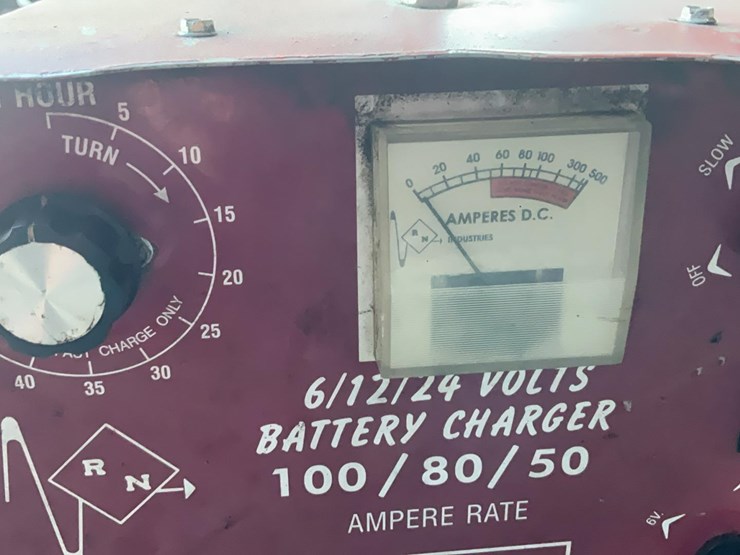 HOUR
TURN
5
10
15
20
25
30
35
40
CHARGE ONLY
0 20 40 60 80 100 300 500
AMPERES D.C.
R N INDUSTRIES
SLOW
OFF
6V.
6/12/24 VOLTS
BATTERY CHARGER
100/80/50
AMPERE RATE
R N